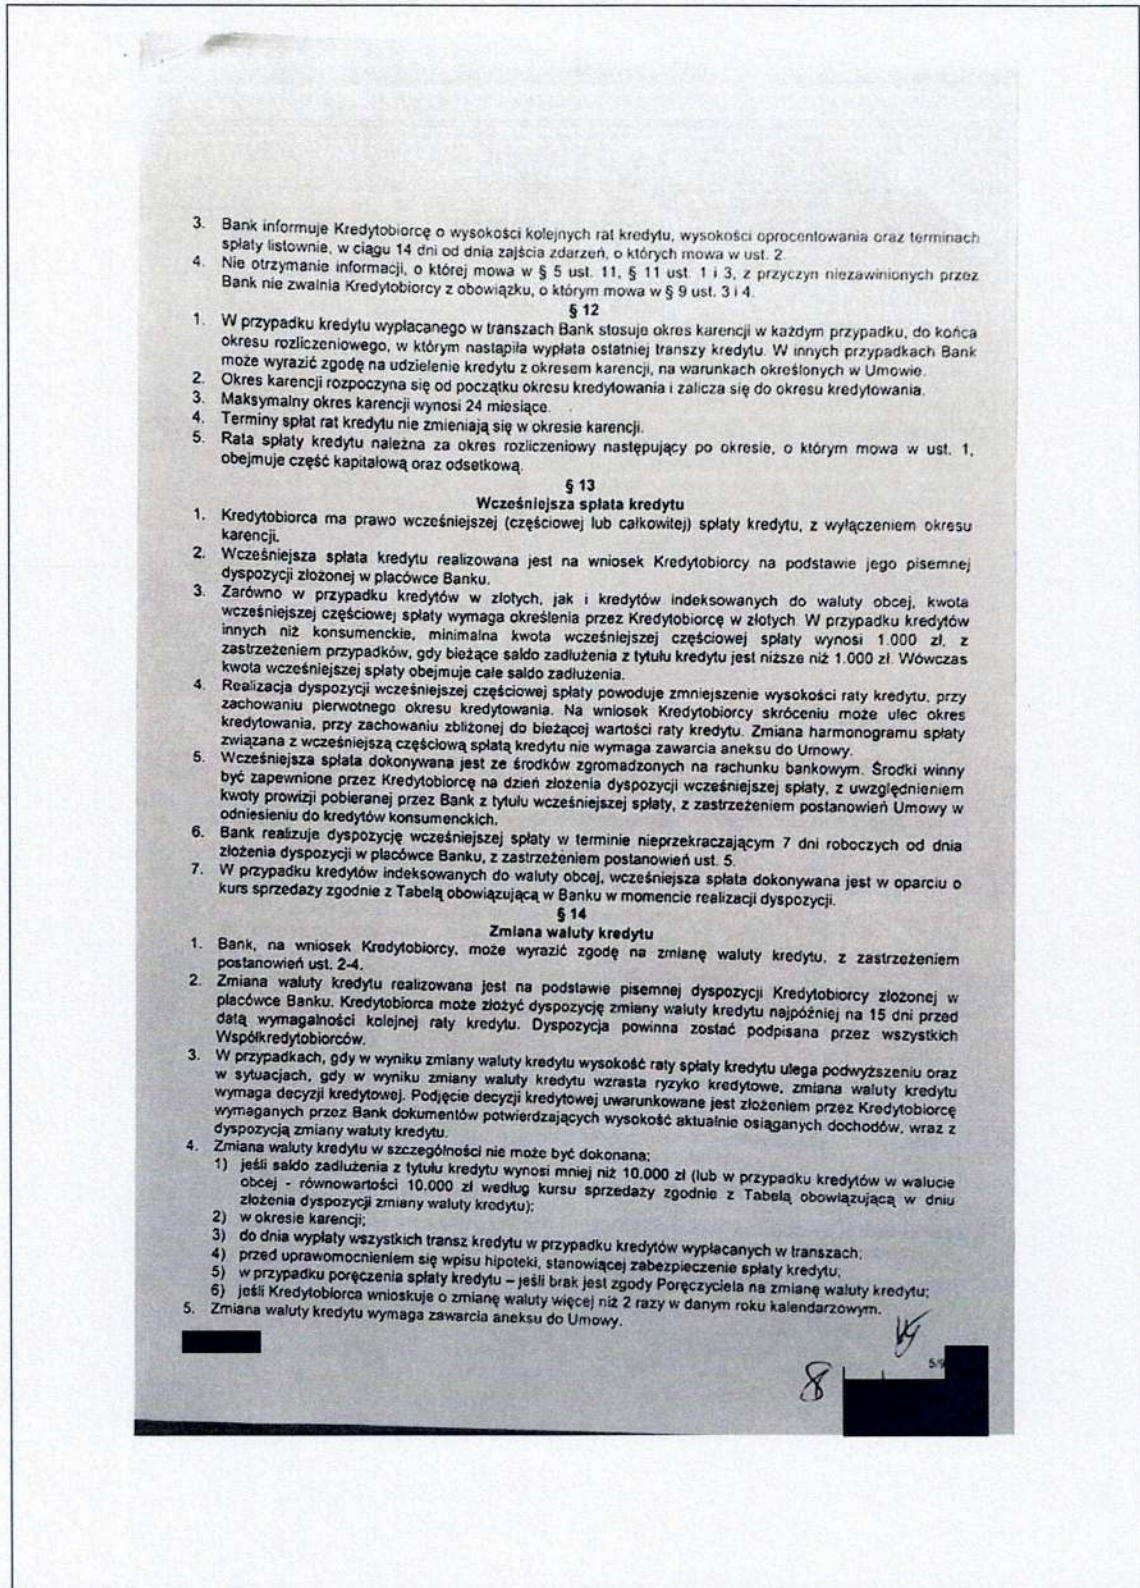 3. Bank informuje Kredytobiorcę o wysokości kolejnych rat kredytu, wysokości oprocentowania oraz terminach
spłaty listownie, w ciągu 14 dni od dnia zajścia zdarzeń, o których mowa w ust. 2.
4. Nie otrzymanie informacji, o której mowa w § 5 ust. 11, § 11 ust. 1 i 3, z przyczyn niezawinionych przez
Bank nie zwalnia Kredytobiorcy z obowiązku, o którym mowa w § 9 ust. 3 i 4.
§ 12
1. W przypadku kredytu wypłacanego w transzach Bank stosuje okres karencji w każdym przypadku, do końca
okresu rozliczeniowego, w którym nastąpiła wypłata ostatniej transzy kredytu. W innych przypadkach Bank
może wyrazić zgodę na udzielenie kredytu z okresem karencji, na warunkach określonych w Umowie.
2. Okres karencji rozpoczyna się od początku okresu kredytowania i zalicza się do okresu kredytowania.
3. Maksymalny okres karencji wynosi 24 miesiące.
4. Terminy spłat rat kredytu nie zmieniają się w okresie karencji.
5. Rata spłaty kredytu należna za okres rozliczeniowy następujący po okresie, o którym mowa w ust. 1,
obejmuje część kapitałową oraz odsetkową.
§ 13
Wcześniejsza spłata kredytu
1. Kredytobiorca ma prawo wcześniejszej (częściowej lub całkowitej) spłaty kredytu, z wyłączeniem okresu
karencji.
2. Wcześniejsza spłata kredytu realizowana jest na wniosek Kredytobiorcy na podstawie jego pisemnej
dyspozycji złożonej w placówce Banku.
3. Zarówno w przypadku kredytów w złotych, jak i kredytów indeksowanych do waluty obcej, kwota
wcześniejszej częściowej spłaty wymaga określenia przez Kredytobiorcę w złotych. W przypadku kredytów
innych niż konsumenckie, minimalna kwota wcześniejszej częściowej spłaty wynosi 1.000 zł, z
zastrzeżeniem przypadków, gdy bieżące saldo zadłużenia z tytułu kredytu jest niższe niż 1.000 zł. Wówczas
kwota wcześniejszej spłaty obejmuje całe saldo zadłużenia.
4. Realizacja dyspozycji wcześniejszej częściowej spłaty powoduje zmniejszenie wysokości raty kredytu, przy
zachowaniu pierwotnego okresu kredytowania. Na wniosek Kredytobiorcy skróceniu może ulec okres
kredytowania, przy zachowaniu zbliżonej do bieżącej wartości raty kredytu. Zmiana harmonogramu spłaty
związana z wcześniejszą częściową spłatą kredytu nie wymaga zawarcia aneksu do Umowy.
5. Wcześniejsza spłata dokonywana jest ze środków zgromadzonych na rachunku bankowym. Środki winny
być zapewnione przez Kredytobiorcę na dzień złożenia dyspozycji wcześniejszej spłaty, z uwzględnieniem
kwoty prowizji pobieranej przez Bank z tytułu wcześniejszej spłaty, z zastrzeżeniem postanowień Umowy w
odniesieniu do kredytów konsumenckich.
6. Bank realizuje dyspozycję wcześniejszej spłaty w terminie nieprzekraczającym 7 dni roboczych od dnia
złożenia dyspozycji w placówce Banku, z zastrzeżeniem postanowień ust. 5.
7. W przypadku kredytów indeksowanych do waluty obcej, wcześniejsza spłata dokonywana jest w oparciu o
kurs sprzedaży zgodnie z Tabelą obowiązującą w Banku w momencie realizacji dyspozycji.
§ 14
Zmiana waluty kredytu
1. Bank, na wniosek Kredytobiorcy, może wyrazić zgodę na zmianę waluty kredytu, z zastrzeżeniem
postanowień ust. 2-4.
2. Zmiana waluty kredytu realizowana jest na podstawie pisemnej dyspozycji Kredytobiorcy złożonej w
placówce Banku. Kredytobiorca może złożyć dyspozycję zmiany waluty kredytu najpóźniej na 15 dni przed
datą wymagalności kolejnej raty kredytu. Dyspozycja powinna zostać podpisana przez wszystkich
Współkredytobiorców.
3. W przypadkach, gdy w wyniku zmiany waluty kredytu wysokość raty spłaty kredytu ulega podwyższeniu oraz
w sytuacjach, gdy w wyniku zmiany waluty kredytu wzrasta ryzyko kredytowe, zmiana waluty kredytu
wymaga decyzji kredytowej. Podjęcie decyzji kredytowej uwarunkowane jest złożeniem przez Kredytobiorcę
wymaganych przez Bank dokumentów potwierdzających wysokość aktualnie osiąganych dochodów, wraz z
dyspozycją zmiany waluty kredytu.
4. Zmiana waluty kredytu w szczególności nie może być dokonana:
1) jeśli saldo zadłużenia z tytułu kredytu wynosi mniej niż 10.000 zł (lub w przypadku kredytów w walucie
obcej - równowartości 10.000 zł według kursu sprzedaży zgodnie z Tabelą obowiązującą w dniu
złożenia dyspozycji zmiany waluty kredytu);
2) w okresie karencji;
3) do dnia wypłaty wszystkich transz kredytu w przypadku kredytów wypłacanych w transzach;
4) przed uprawomocnieniem się wpisu hipoteki, stanowiącej zabezpieczenie spłaty kredytu;
5) w przypadku poręczenia spłaty kredytu – jeśli brak jest zgody Poręczyciela na zmianę waluty kredytu;
6) jeśli Kredytobiorca wnioskuje o zmianę waluty więcej niż 2 razy w danym roku kalendarzowym.
5. Zmiana waluty kredytu wymaga zawarcia aneksu do Umowy.